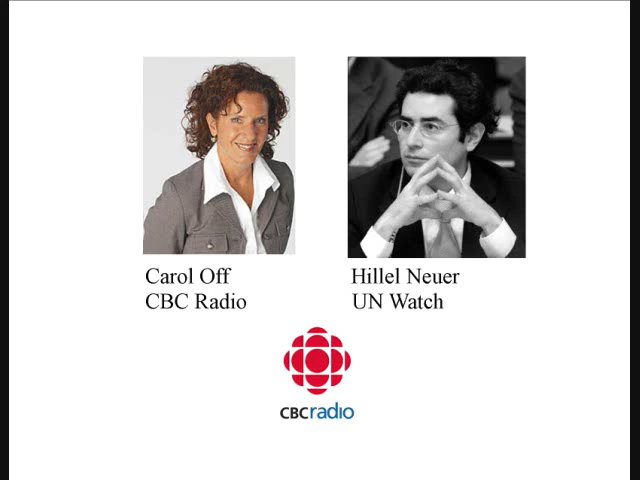 Carol Off
CBC Radio
Hillel Neuer
UN Watch
CBCradio